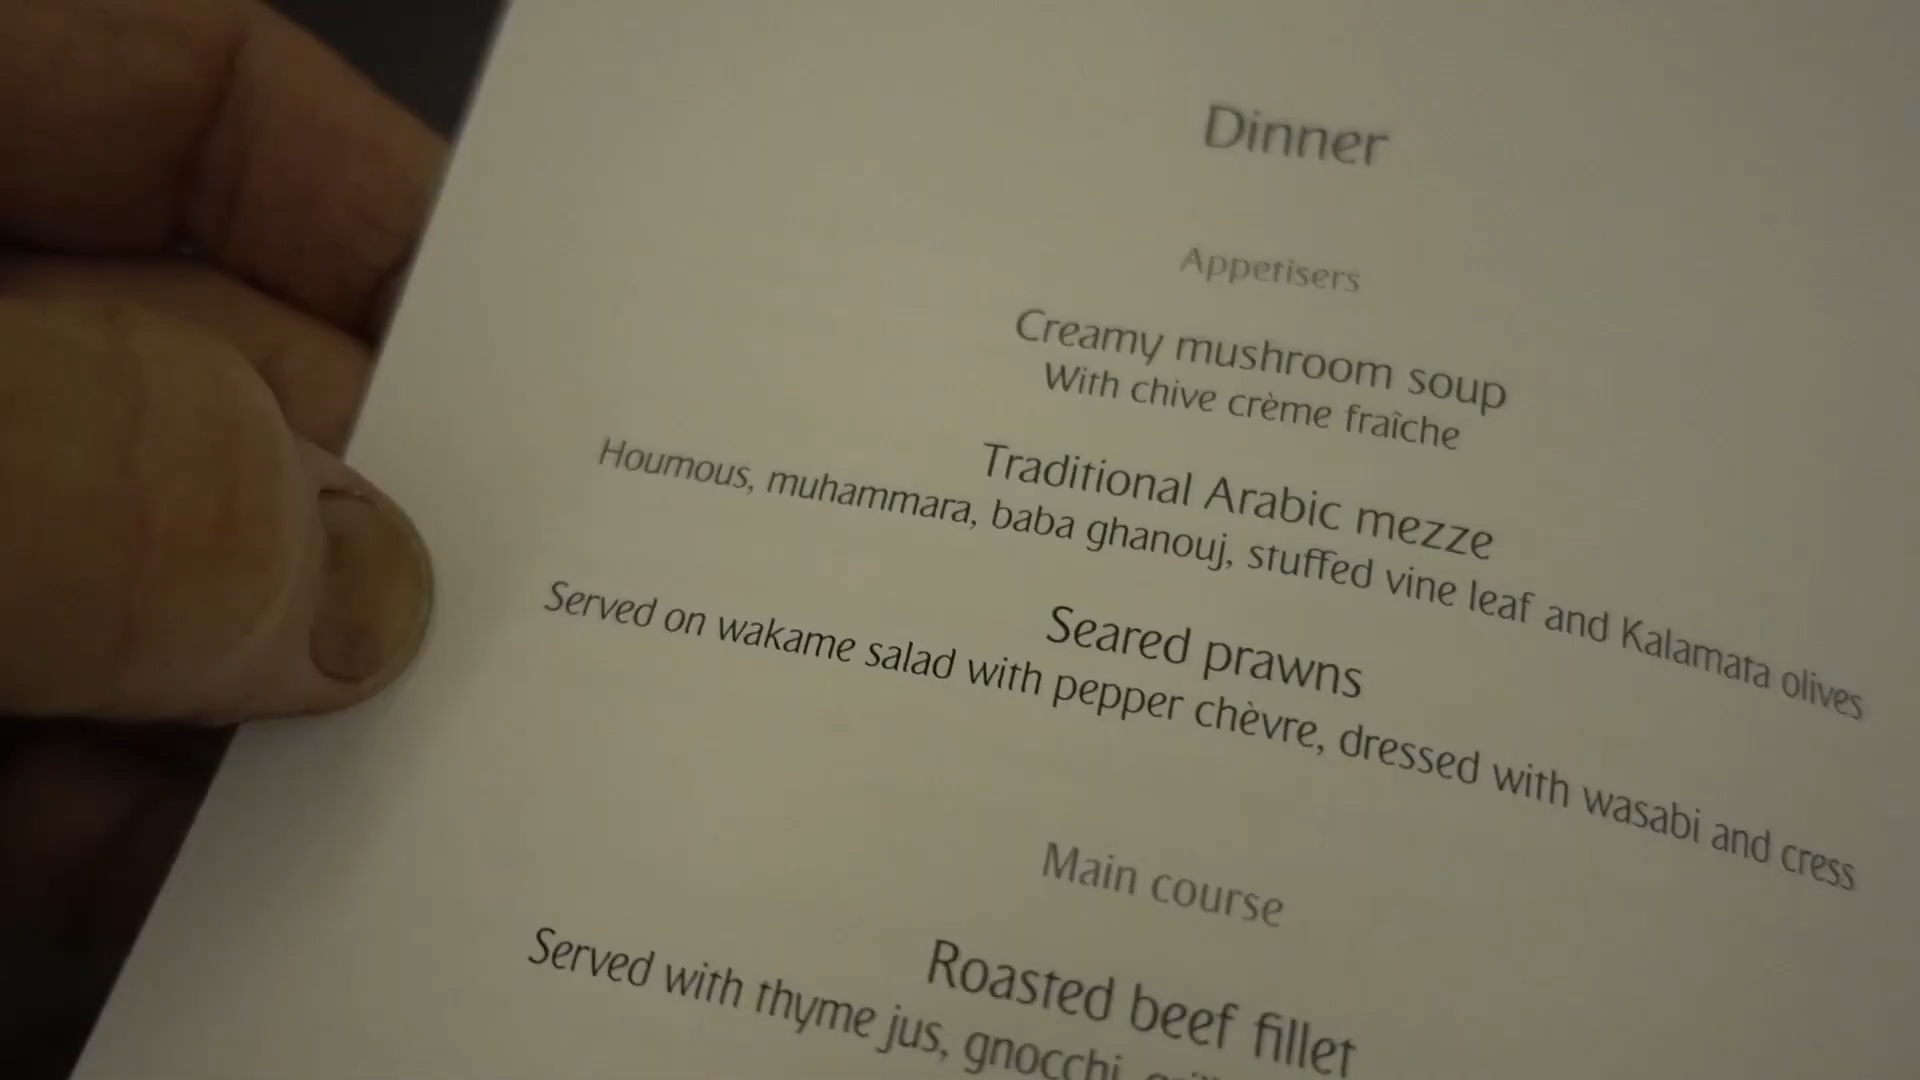 Dinner
Appetisers
Creamy mushroom soup
With chive crème fraîche
Traditional Arabic mezze
Houmous, muhammara, baba ghanouj, stuffed vine leaf and Kalamata olives
Seared prawns
Served on wakame salad with pepper chèvre, dressed with wasabi and cress
Main course
Roasted beef fillet
Served with thyme jus, gnocchi,